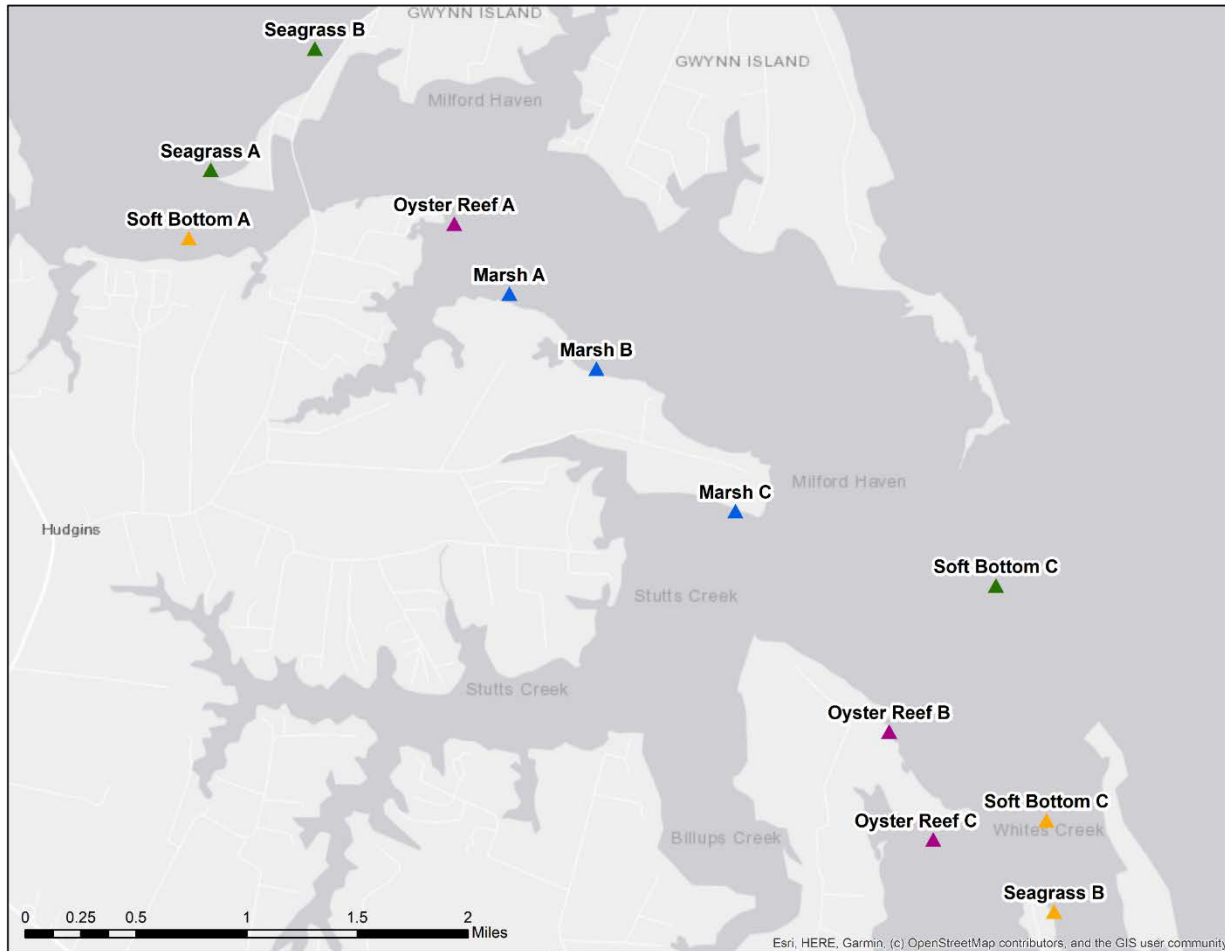 GWYNN ISLAND
Seagrass B
GWYNN ISLAND
Milford Haven
Seagrass A
Oyster Reef A
Soft Bottom A
Marsh A
Marsh B
Milford Haven
Marsh C
Hudgins
Soft Bottom C
Stutts Creek
Stutts Creek
Oyster Reef B
Soft Bottom C
Oyster Reef C
Whites Creek
Billups Creek
Seagrass B
0 0.25 0.5 1 1.5 2
Miles
Esri, HERE, Garmin, (c) OpenStreetMap contributors, and the GIS user community